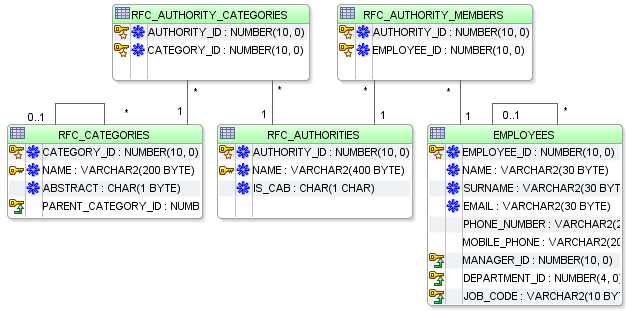 RFC_AUTHORITY_CATEGORIES
AUTHORITY_ID : NUMBER(10, 0)
CATEGORY_ID : NUMBER(10, 0)
RFC_AUTHORITY_MEMBERS
AUTHORITY_ID : NUMBER(10, 0)
EMPLOYEE_ID : NUMBER(10, 0)
* * * *
0..1 * 1 1 1 1 0..1 *
RFC_CATEGORIES
CATEGORY_ID : NUMBER(10, 0)
NAME : VARCHAR2(200 BYTE)
ABSTRACT : CHAR(1 BYTE)
PARENT_CATEGORY_ID : NUMB
RFC_AUTHORITIES
AUTHORITY_ID : NUMBER(10, 0)
NAME : VARCHAR2(400 BYTE)
IS_CAB : CHAR(1 CHAR)
EMPLOYEES
EMPLOYEE_ID : NUMBER(10, 0)
NAME : VARCHAR2(30 BYTE)
SURNAME : VARCHAR2(30 BYT
EMAIL : VARCHAR2(30 BYTE)
PHONE_NUMBER : VARCHAR2(2
MOBILE_PHONE : VARCHAR2(20
MANAGER_ID : NUMBER(10, 0)
DEPARTMENT_ID : NUMBER(4, 0)
JOB_CODE : VARCHAR2(10 BY